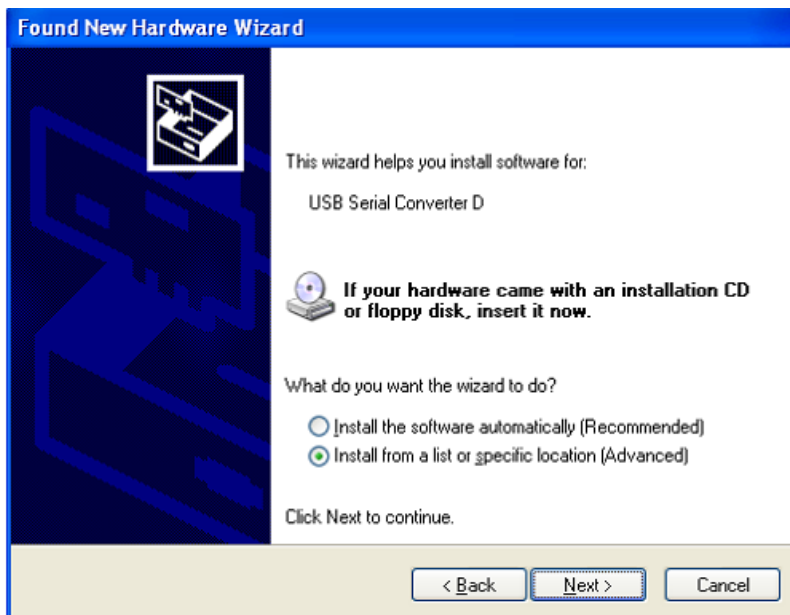 Found New Hardware Wizard
This wizard helps you install software for:
USB Serial Converter D
If your hardware came with an installation CD
or floppy disk, insert it now.
What do you want the wizard to do?
Install the software automatically (Recommended)
Install from a list or specific location (Advanced)
Click Next to continue.
< Back Next > Cancel